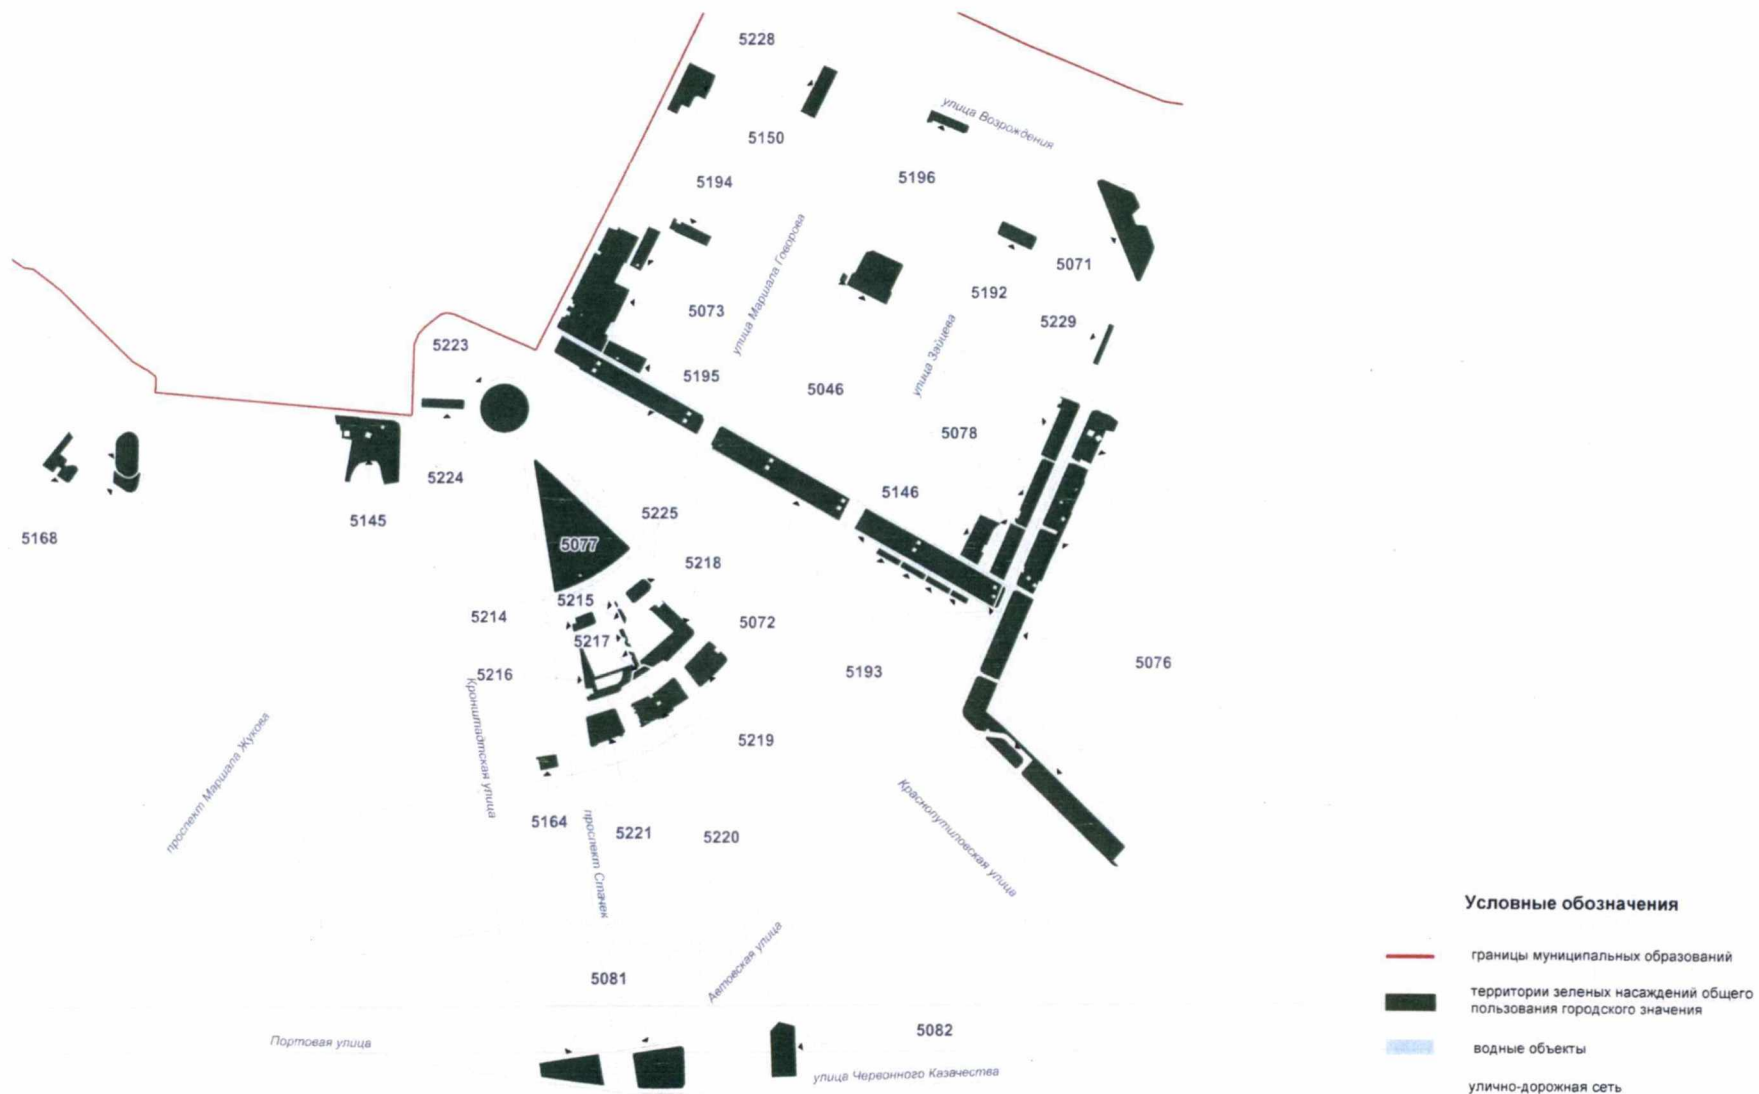 5228
улица Возрождения
5150
5194
5196
улица Маршала Говорова
5071
5192
5073
5229
улица Зайцева
5223
5195
5046
5078
5224
5146
5145
5225
5168
5077
5218
5215
5214
5217
5072
5193
5076
5216
Кронштадтская улица
проспект Маршала Жукова
5219
Краснопутиловская улица
5164
проспект Стачек
5221
5220
Автовская улица
5081
5082
Портовая улица
улица Червонного Казачества
Условные обозначения
границы муниципальных образований
территории зеленых насаждений общего
пользования городского значения
водные объекты
улично-дорожная сеть